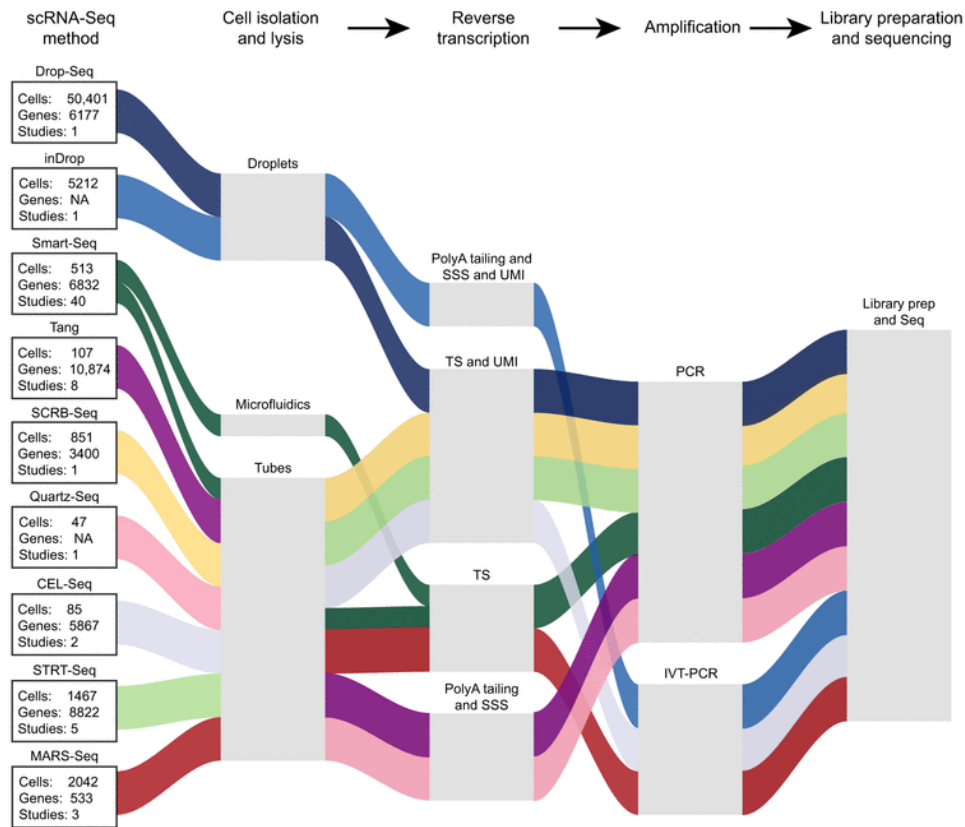 scRNA-Seq
method
Cell isolation
and lysis
Reverse
transcription
Amplification
Library preparation
and sequencing
Drop-Seq
Cells: 50,401
Genes: 6177
Studies: 1
inDrop
Cells: 5212
Genes: NA
Studies: 1
Smart-Seq
Cells: 513
Genes: 6832
Studies: 40
Tang
Cells: 107
Genes: 10,874
Studies: 8
SCRB-Seq
Cells: 851
Genes: 3400
Studies: 1
Quartz-Seq
Cells: 47
Genes: NA
Studies: 1
CEL-Seq
Cells: 85
Genes: 5867
Studies: 2
STRT-Seq
Cells: 1467
Genes: 8822
Studies: 5
MARS-Seq
Cells: 2042
Genes: 533
Studies: 3
Droplets
Microfluidics
Tubes
PolyA tailing and
SSS and UMI
TS and UMI
TS
PolyA tailing
and SSS
PCR
IVT-PCR
Library prep
and Seq